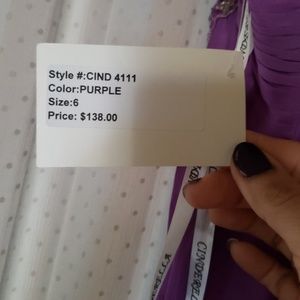 Style #:CIND 4111
Color:PURPLE
Size:6
Price: $138.00